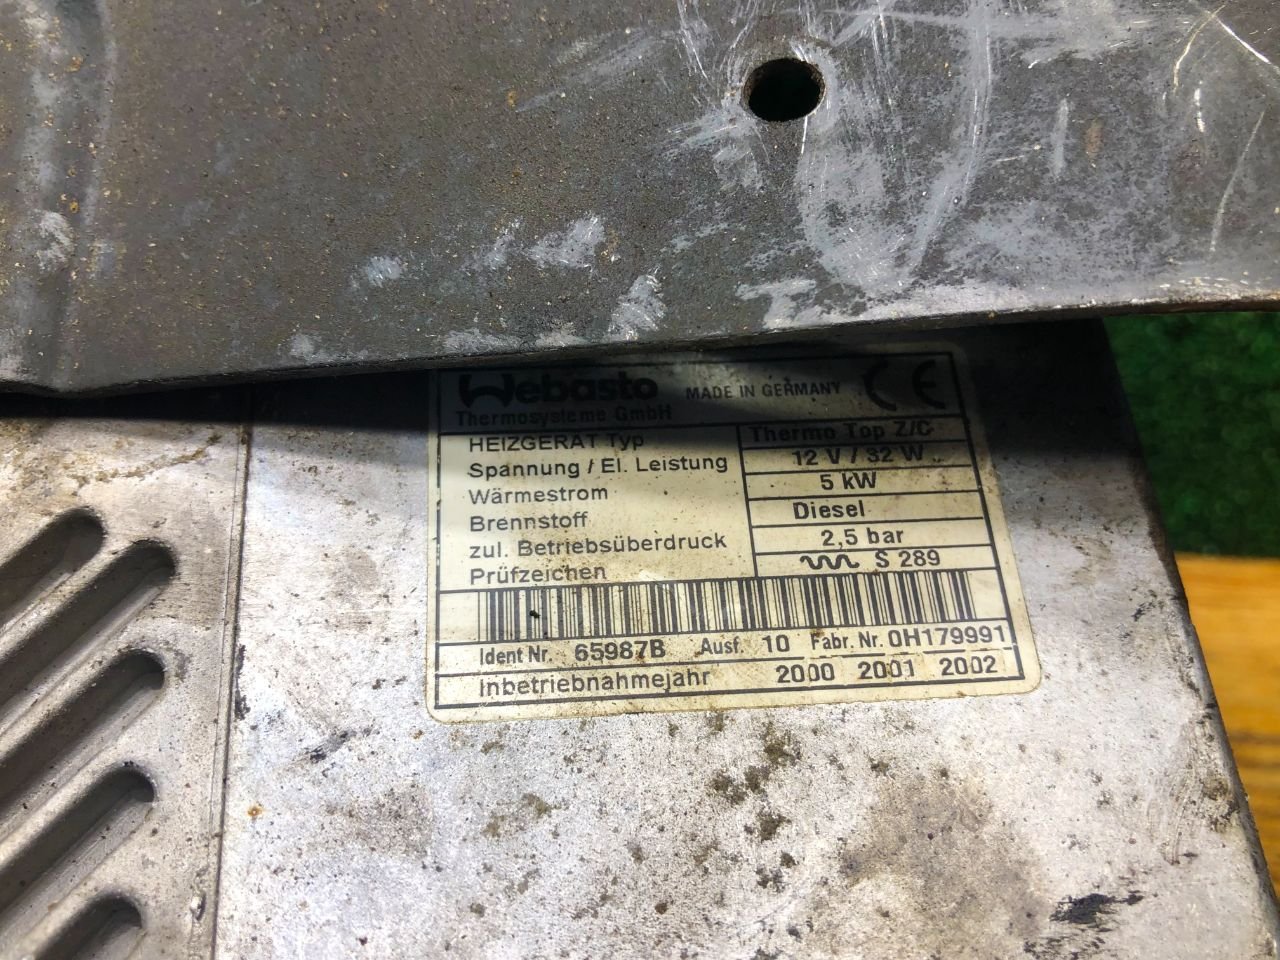 Webasto MADE IN GERMANY CE
Thermosysteme GmbH
HEIZGERÄT Typ Thermo Top Z/C
Spannung / El. Leistung 12 V / 32 W
Wärmestrom 5 kW
Brennstoff Diesel
zul. Betriebsüberdruck 2,5 bar
Prüfzeichen S 289
Ident Nr. 65987B Ausf. 10 Fabr. Nr. 0H179991
Inbetriebnahmejahr 2000 2001 2002